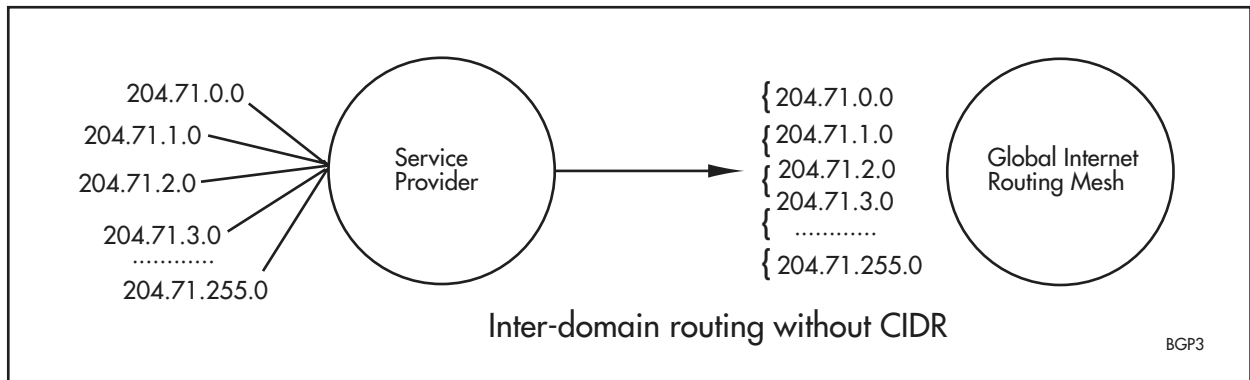 204.71.0.0
204.71.1.0
204.71.2.0
204.71.3.0
............
204.71.255.0
Service
Provider
{ 204.71.0.0
{ 204.71.1.0
{ 204.71.2.0
204.71.3.0
{ ............
{ 204.71.255.0
Global Internet
Routing Mesh
Inter-domain routing without CIDR
BGP3